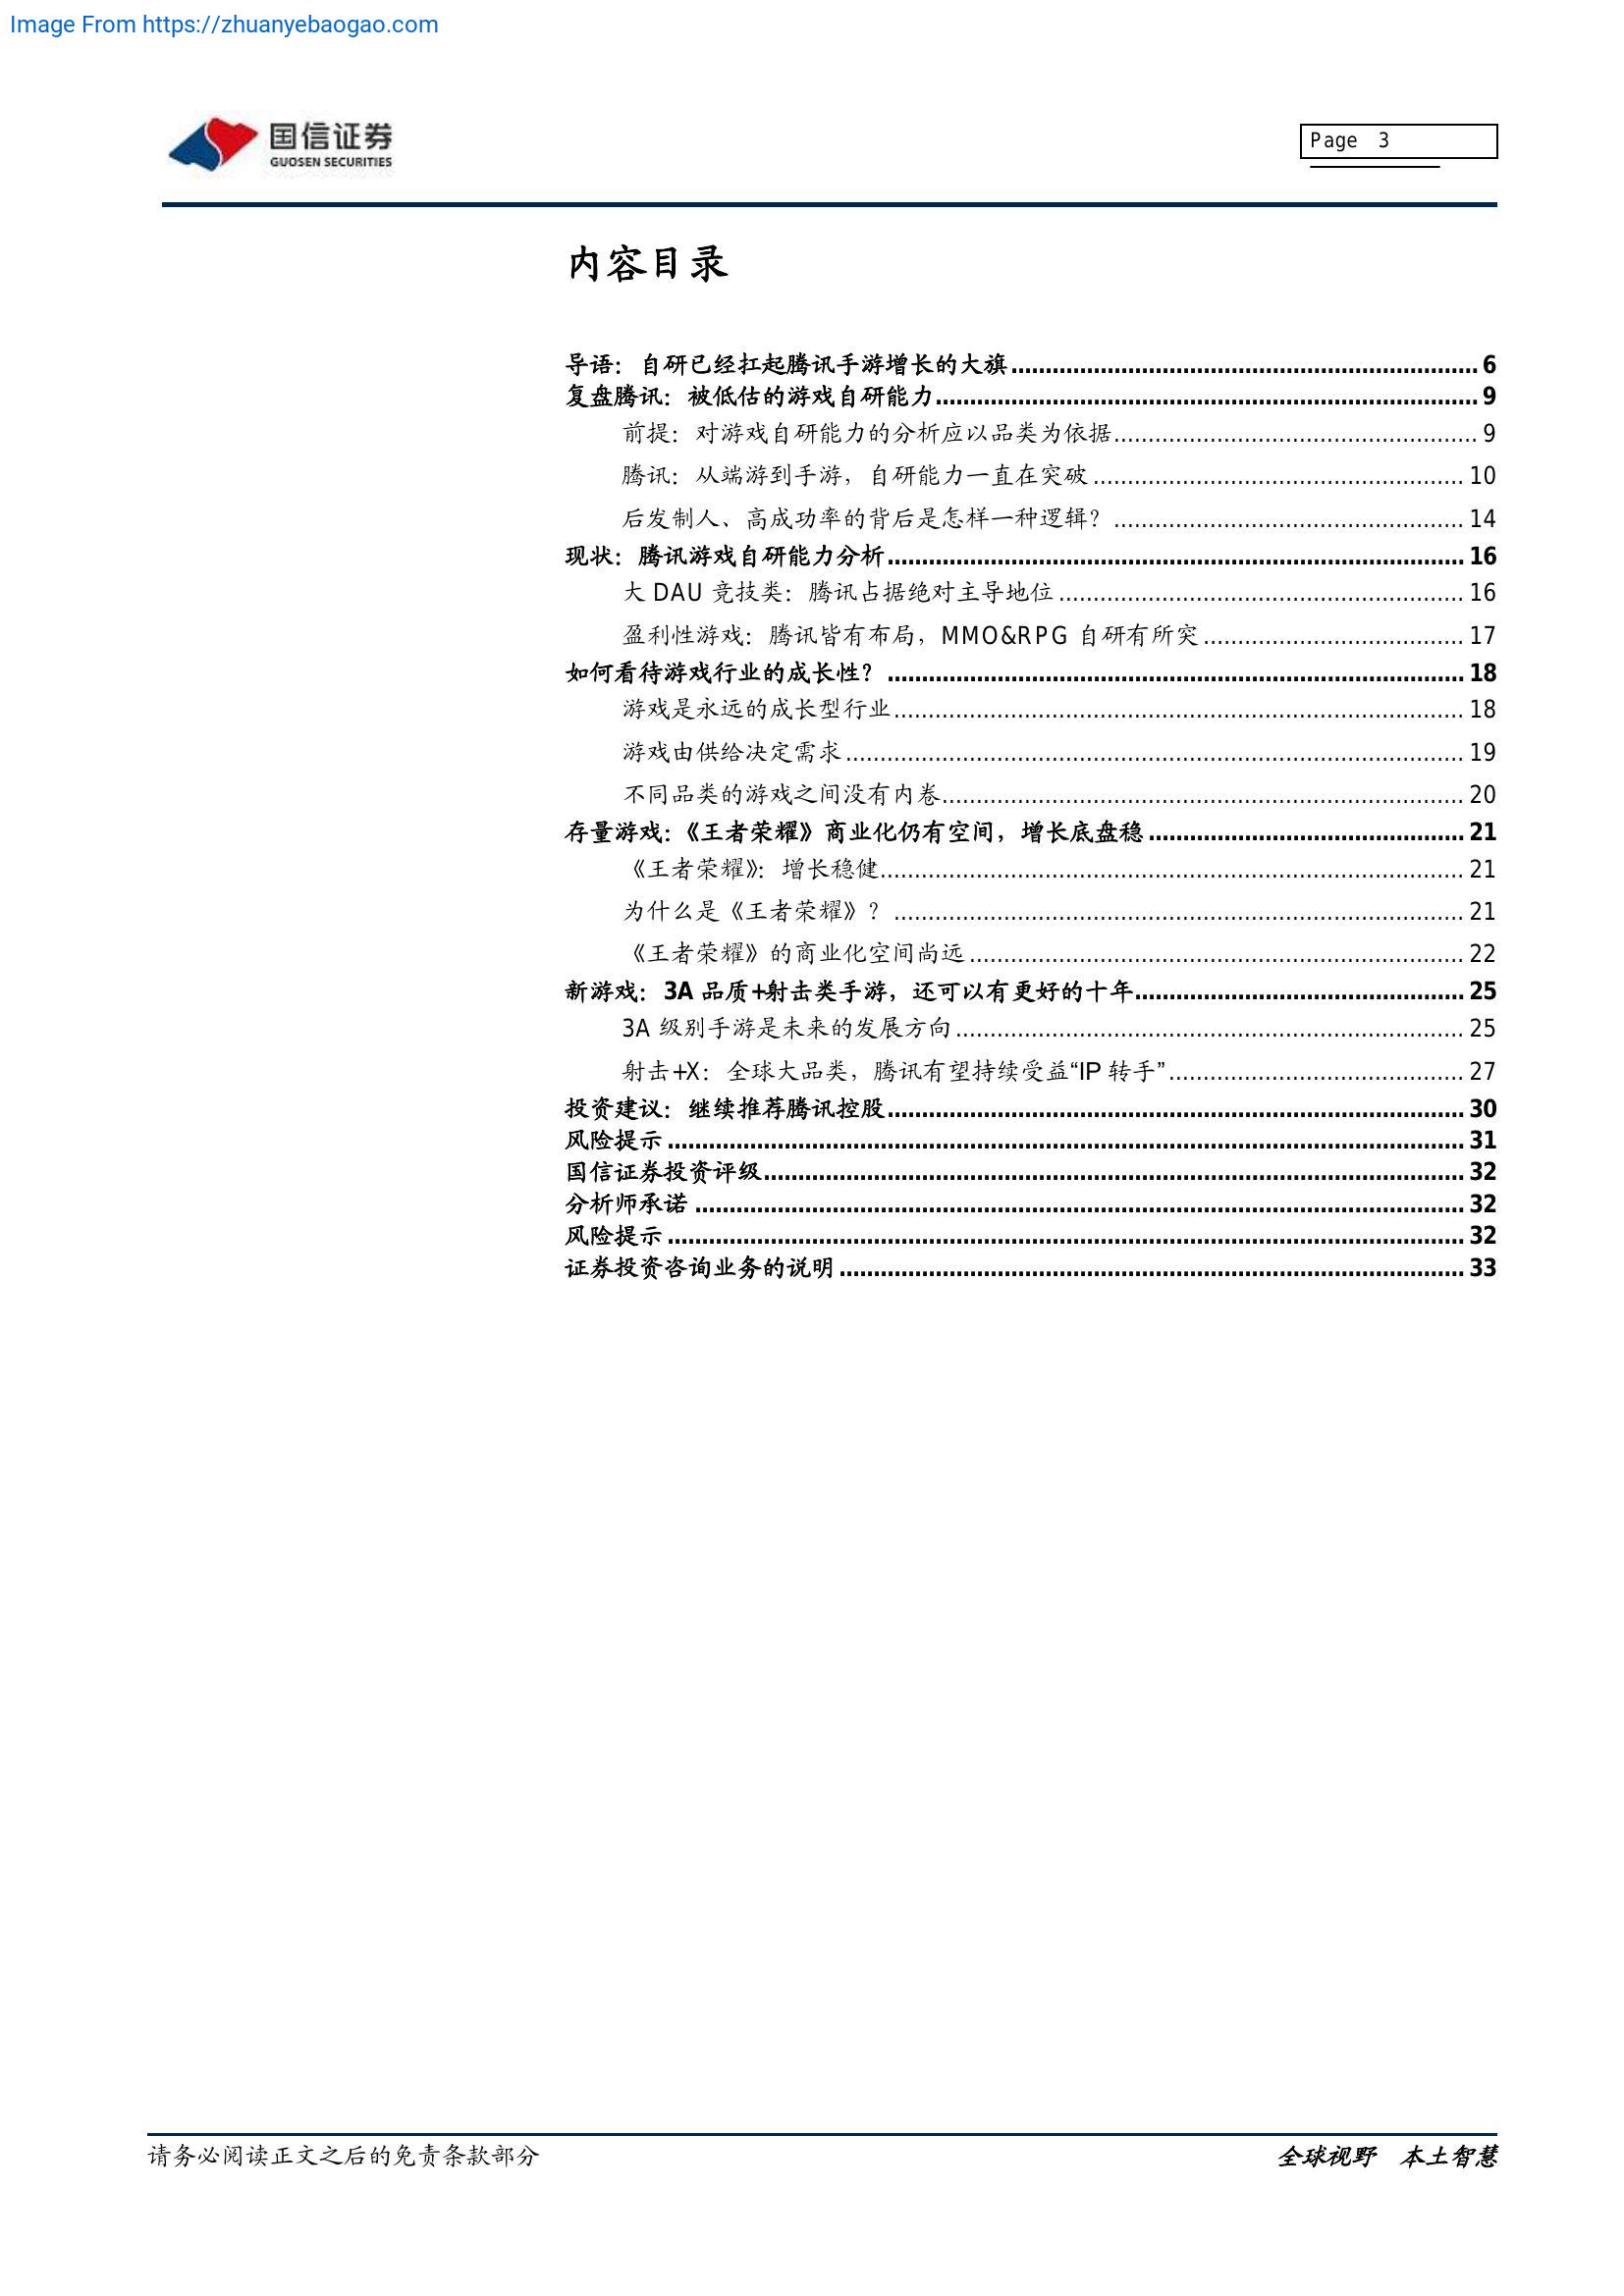 Image From https://zhuanyebaogao.com
国信证券
GUOSEN SECURITIES
Page 3
内容目录
导语：自研已经扛起腾讯手游增长的大旗 6
复盘腾讯：被低估的游戏自研能力 9
前提：对游戏自研能力的分析应以品类为依据 9
腾讯：从端游到手游，自研能力一直在突破 10
后发制人、高成功率的背后是怎样一种逻辑？ 14
现状：腾讯游戏自研能力分析 16
大 DAU 竞技类：腾讯占据绝对主导地位 16
盈利性游戏：腾讯皆有布局，MMO&RPG 自研有所突 17
如何看待游戏行业的成长性？ 18
游戏是永远的成长型行业 18
游戏由供给决定需求 19
不同品类的游戏之间没有内卷 20
存量游戏：《王者荣耀》商业化仍有空间，增长底盘稳 21
《王者荣耀》：增长稳健 21
为什么是《王者荣耀》？ 21
《王者荣耀》的商业化空间尚远 22
新游戏：3A 品质+射击类手游，还可以有更好的十年 25
3A 级别手游是未来的发展方向 25
射击+X：全球大品类，腾讯有望持续受益“IP 转手” 27
投资建议：继续推荐腾讯控股 30
风险提示 31
国信证券投资评级 32
分析师承诺 32
风险提示 32
证券投资咨询业务的说明 33
请务必阅读正文之后的免责条款部分
全球视野 本土智慧